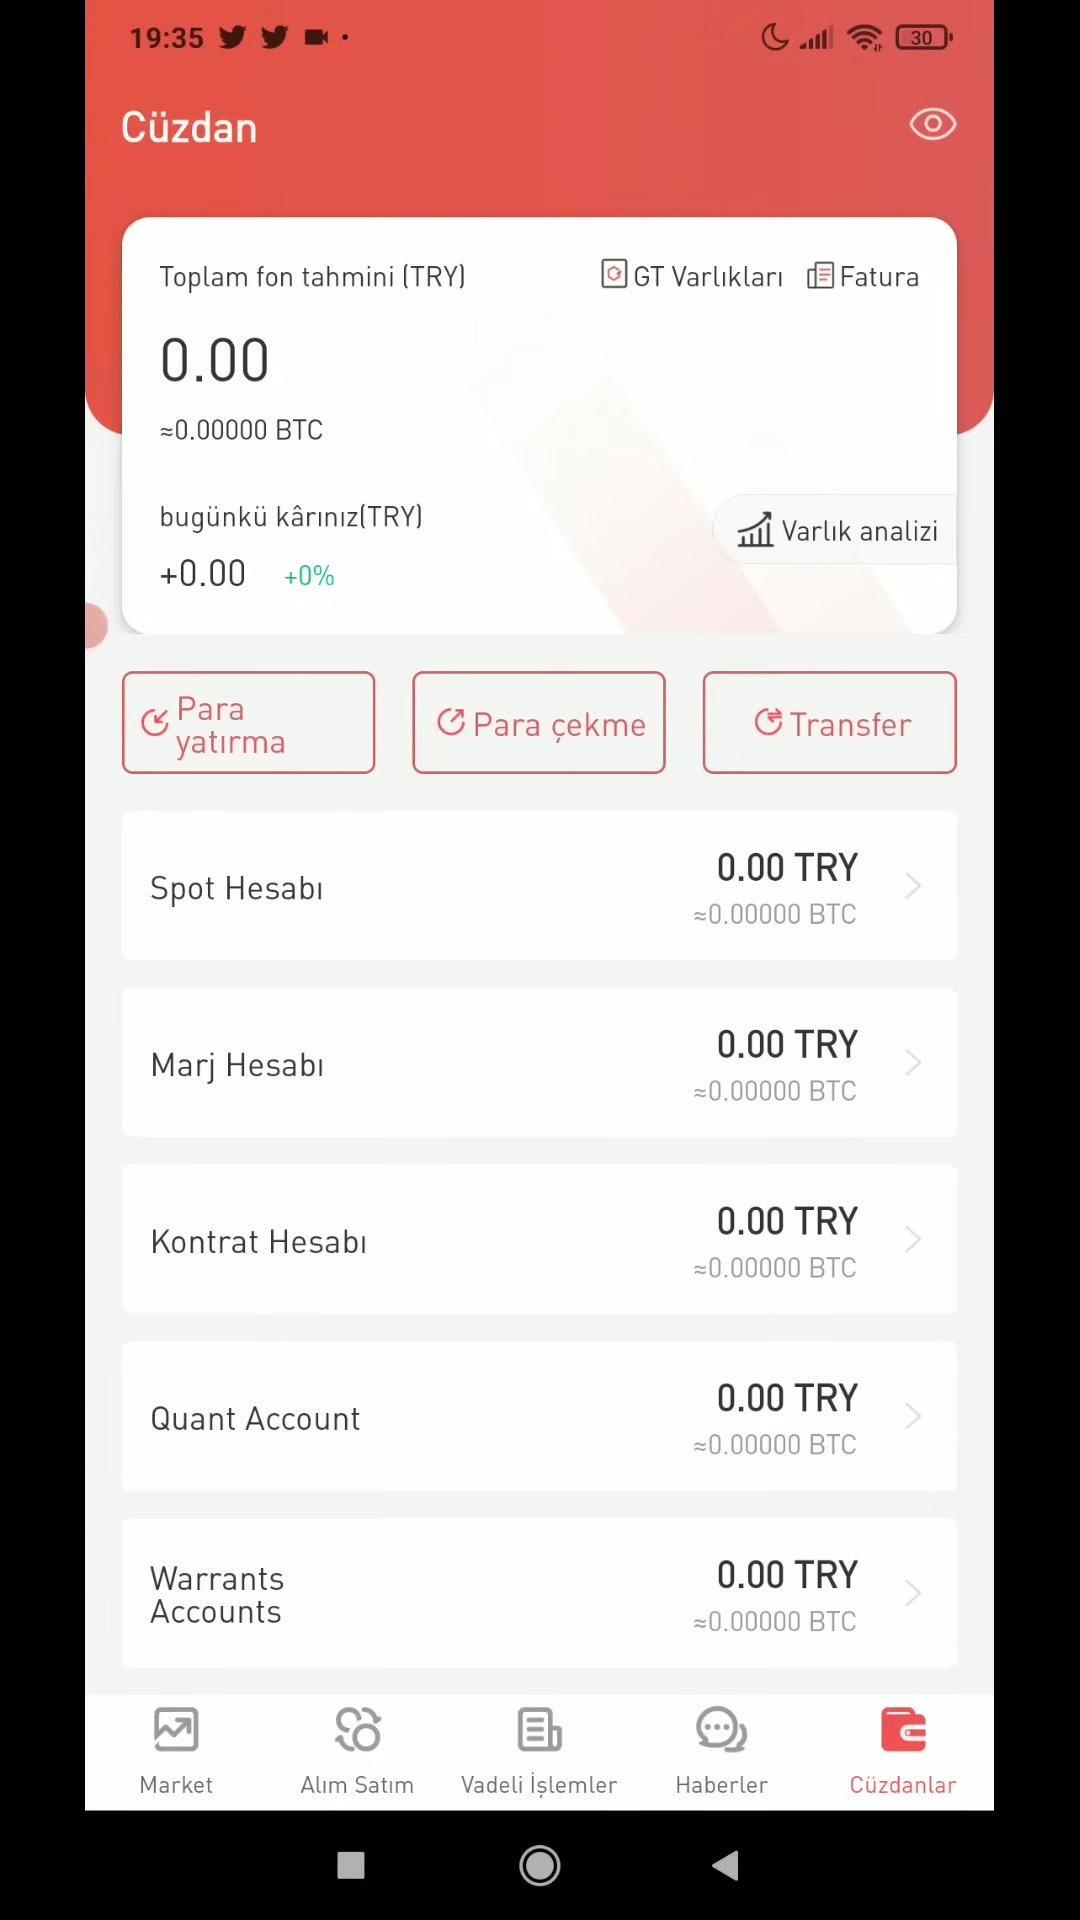 19:35
30
Cüzdan
Toplam fon tahmini (TRY)
GT Varlıkları
Fatura
0.00
≈0.00000 BTC
bugünkü kârınız(TRY)
Varlık analizi
+0.00 +0%
Para
yatırma
Para çekme
Transfer
Spot Hesabı
0.00 TRY
≈0.00000 BTC
Marj Hesabı
0.00 TRY
≈0.00000 BTC
Kontrat Hesabı
0.00 TRY
≈0.00000 BTC
Quant Account
0.00 TRY
≈0.00000 BTC
Warrants
Accounts
0.00 TRY
≈0.00000 BTC
Market
Alım Satım
Vadeli İşlemler
Haberler
Cüzdanlar